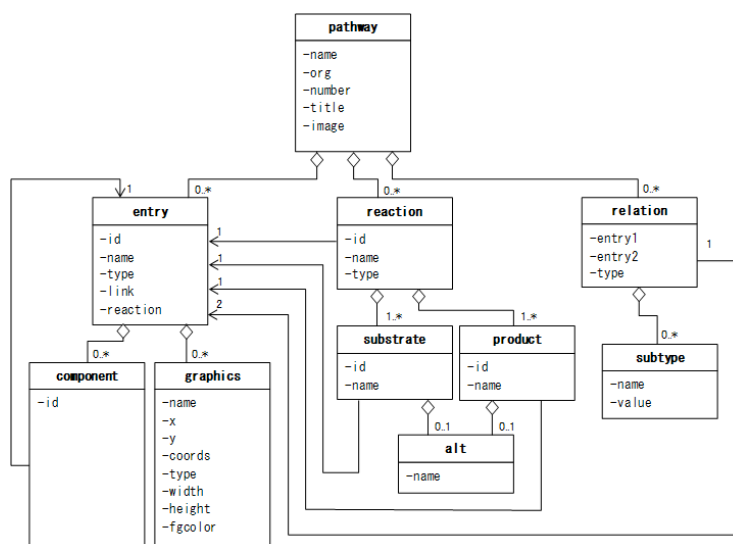 pathway
-name
-org
-number
-title
-image
0..* 0..* 0..*
1
entry
-id
-name
-type
-link
-reaction
1
1
1
2
reaction
-id
-name
-type
relation
-entry1
-entry2
-type
1
0..* 0..* 1..* 1..* 0..*
component
-id
graphics
-name
-x
-y
-coords
-type
-width
-height
-fgcolor
substrate
-id
-name
product
-id
-name
subtype
-name
-value
0..1 0..1
alt
-name